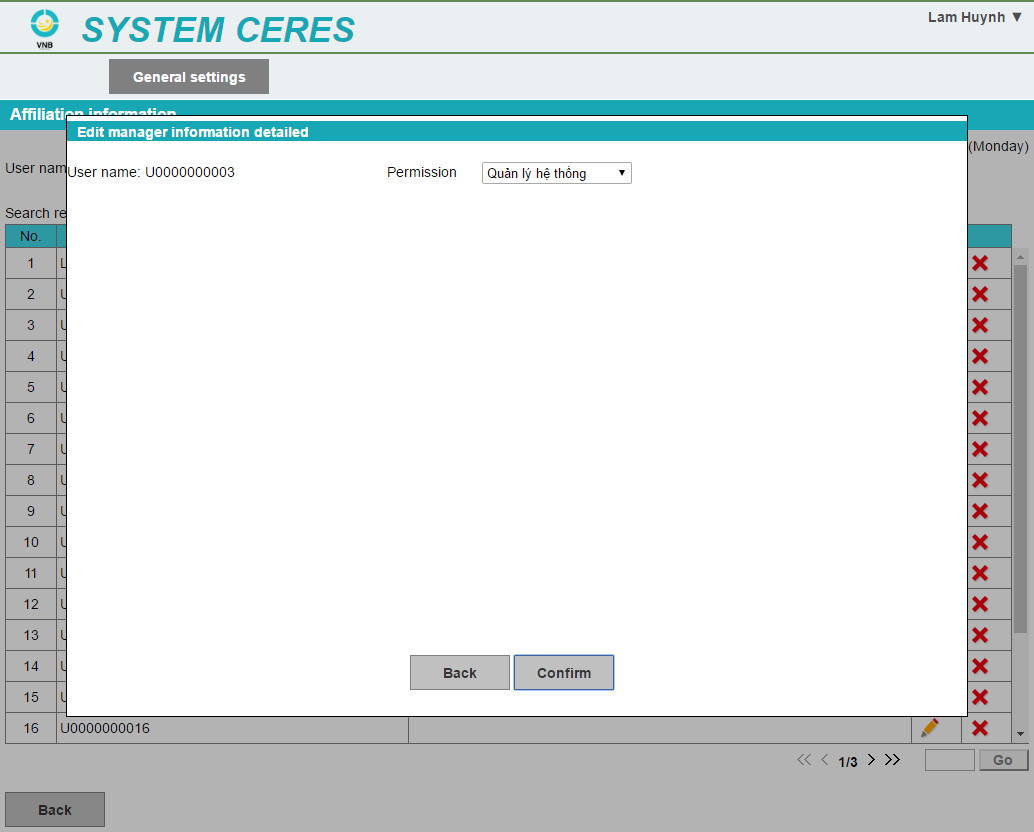 VNB
SYSTEM CERES
Lam Huynh ▼
General settings
Affiliation information
Edit manager information detailed
(Monday)
User nam
User name: U0000000003
Permission
Quản lý hệ thống
Search re
No.
1
2
3
4
5
6
7
8
9
10
11
12
13
14
15
16 U0000000016
Back
Confirm
1/3
Go
Back